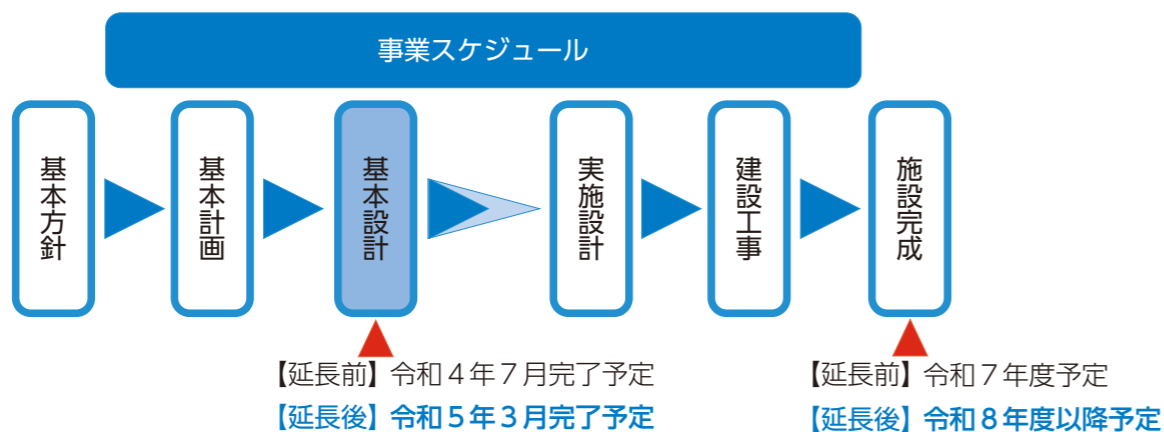 事業スケジュール
基本方針
基本計画
基本設計
実施設計
建設工事
施設完成
【延長前】令和4年7月完了予定
【延長後】令和5年3月完了予定
【延長前】令和7年度予定
【延長後】令和8年度以降予定